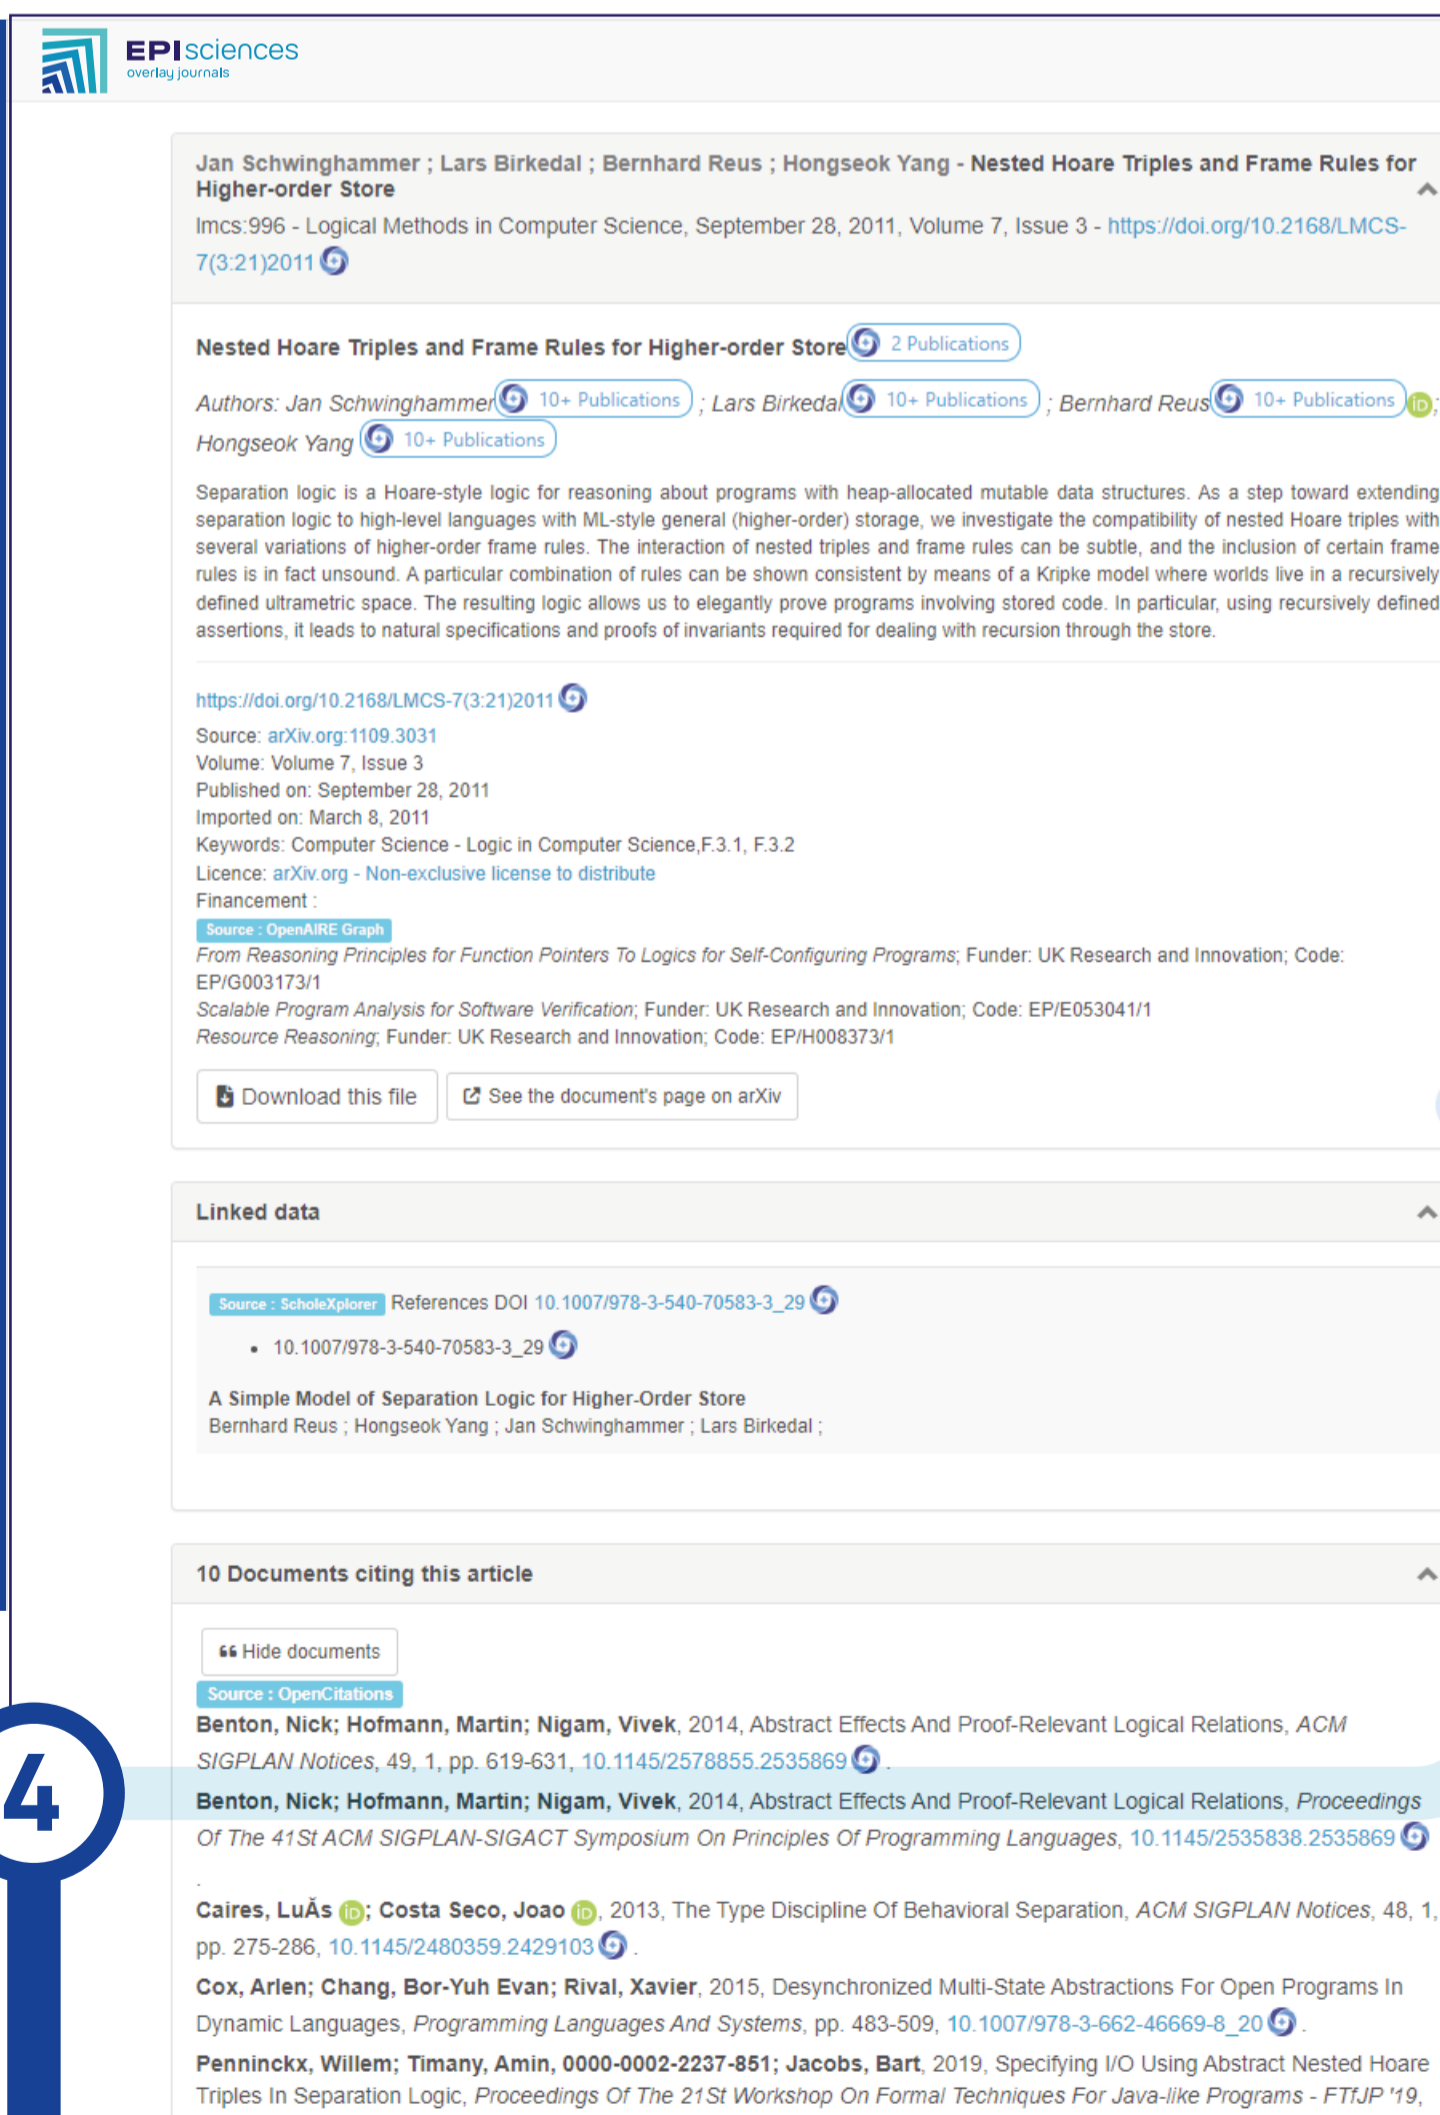 EPIsciences
overlay journals
Jan Schwinghammer ; Lars Birkedal ; Bernhard Reus ; Hongseok Yang - Nested Hoare Triples and Frame Rules for
Higher-order Store
lmcs:996 - Logical Methods in Computer Science, September 28, 2011, Volume 7, Issue 3 - https://doi.org/10.2168/LMCS-
7(3:21)2011
Nested Hoare Triples and Frame Rules for Higher-order Store 2 Publications
Authors: Jan Schwinghammer 10+ Publications ; Lars Birkedal 10+ Publications ; Bernhard Reus 10+ Publications iD ;
Hongseok Yang 10+ Publications
Separation logic is a Hoare-style logic for reasoning about programs with heap-allocated mutable data structures. As a step toward extending
separation logic to high-level languages with ML-style general (higher-order) storage, we investigate the compatibility of nested Hoare triples with
several variations of higher-order frame rules. The interaction of nested triples and frame rules can be subtle, and the inclusion of certain frame
rules is in fact unsound. A particular combination of rules can be shown consistent by means of a Kripke model where worlds live in a recursively
defined ultrametric space. The resulting logic allows us to elegantly prove programs involving stored code. In particular, using recursively defined
assertions, it leads to natural specifications and proofs of invariants required for dealing with recursion through the store.
https://doi.org/10.2168/LMCS-7(3:21)2011
Source: arXiv.org:1109.3031
Volume: Volume 7, Issue 3
Published on: September 28, 2011
Imported on: March 8, 2011
Keywords: Computer Science - Logic in Computer Science,F.3.1, F.3.2
Licence: arXiv.org - Non-exclusive license to distribute
Financement :
Source : OpenAIRE Graph
From Reasoning Principles for Function Pointers To Logics for Self-Configuring Programs; Funder: UK Research and Innovation; Code:
EP/G003173/1
Scalable Program Analysis for Software Verification; Funder: UK Research and Innovation; Code: EP/E053041/1
Resource Reasoning; Funder: UK Research and Innovation; Code: EP/H008373/1
Download this file See the document's page on arXiv
Linked data
Source : ScholeXplorer References DOI 10.1007/978-3-540-70583-3_29
• 10.1007/978-3-540-70583-3_29
A Simple Model of Separation Logic for Higher-Order Store
Bernhard Reus ; Hongseok Yang ; Jan Schwinghammer ; Lars Birkedal ;
10 Documents citing this article
Hide documents
Source : OpenCitations
Benton, Nick; Hofmann, Martin; Nigam, Vivek, 2014, Abstract Effects And Proof-Relevant Logical Relations, ACM
SIGPLAN Notices, 49, 1, pp. 619-631, 10.1145/2578855.2535869 .
4
Benton, Nick; Hofmann, Martin; Nigam, Vivek, 2014, Abstract Effects And Proof-Relevant Logical Relations, Proceedings
Of The 41St ACM SIGPLAN-SIGACT Symposium On Principles Of Programming Languages, 10.1145/2535838.2535869
.
Caires, LuÃs iD; Costa Seco, Joao iD, 2013, The Type Discipline Of Behavioral Separation, ACM SIGPLAN Notices, 48, 1,
pp. 275-286, 10.1145/2480359.2429103 .
Cox, Arlen; Chang, Bor-Yuh Evan; Rival, Xavier, 2015, Desynchronized Multi-State Abstractions For Open Programs In
Dynamic Languages, Programming Languages And Systems, pp. 483-509, 10.1007/978-3-662-46669-8_20 .
Penninckx, Willem; Timany, Amin, 0000-0002-2237-851; Jacobs, Bart, 2019, Specifying I/O Using Abstract Nested Hoare
Triples In Separation Logic, Proceedings Of The 21St Workshop On Formal Techniques For Java-like Programs - FTfJP '19,